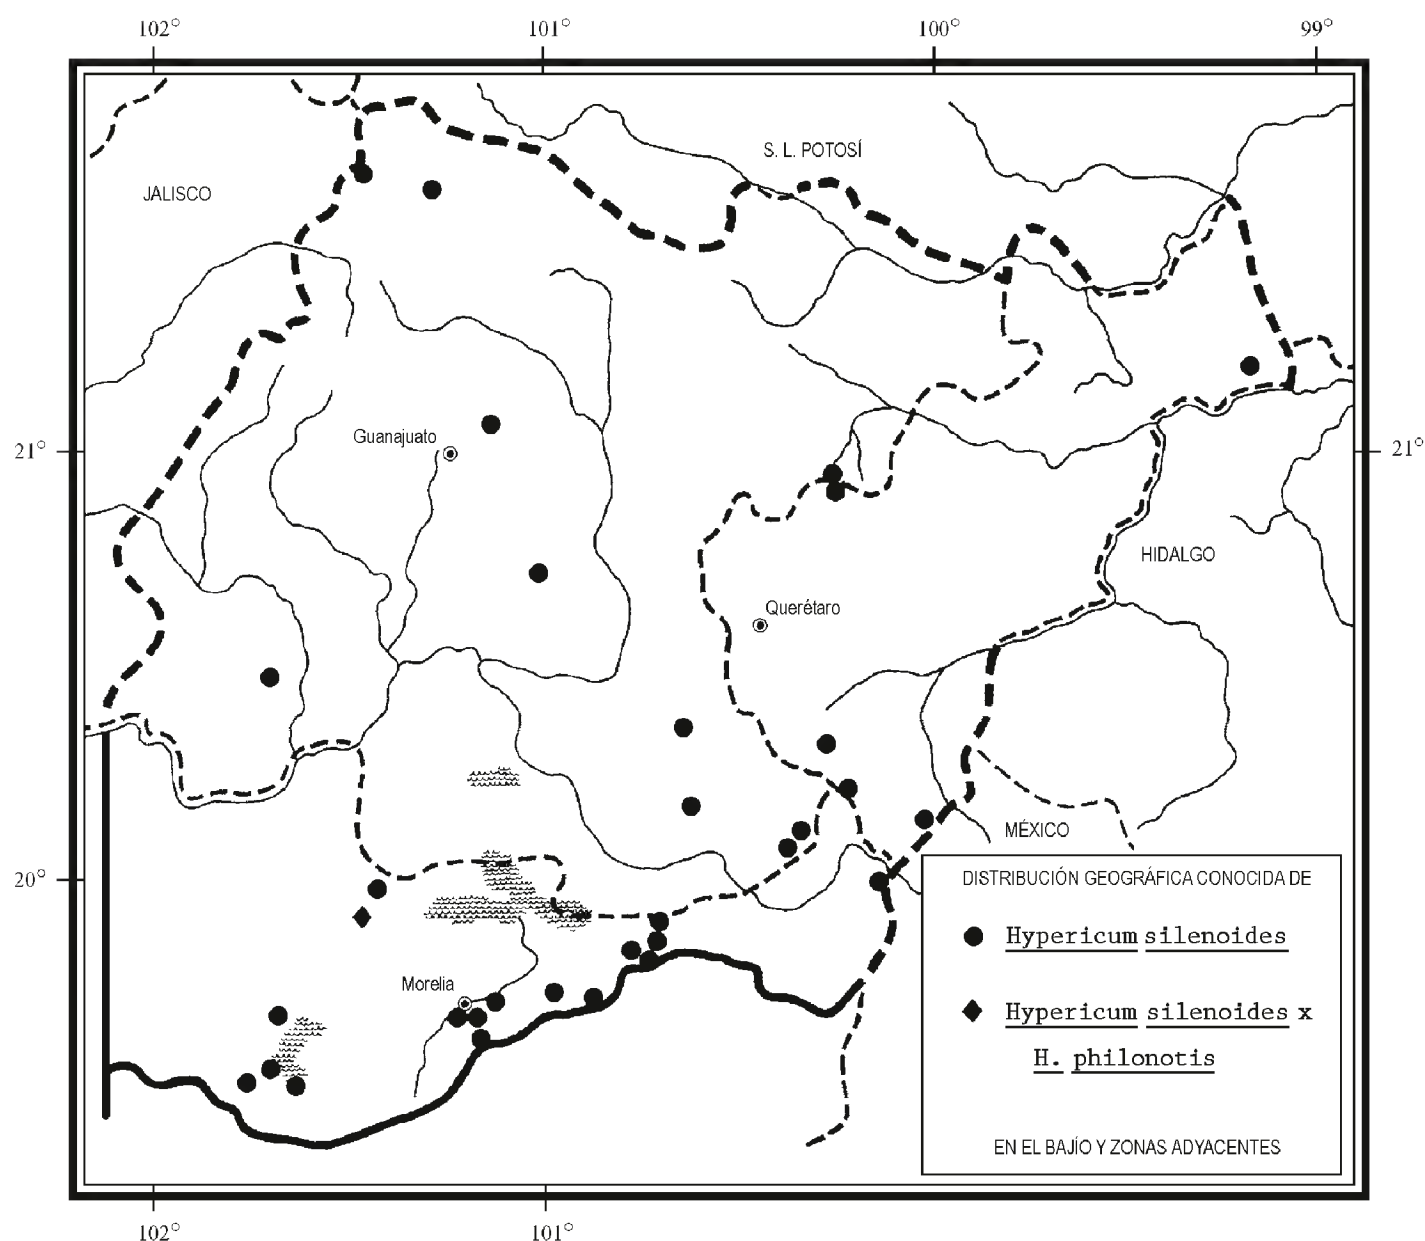 102° 101° 100° 99°
S. L. POTOSÍ
JALISCO
Guanajuato
21° 21°
HIDALGO
Querétaro
MÉXICO
20°
DISTRIBUCIÓN GEOGRÁFICA CONOCIDA DE
Hypericum silenoides
Hypericum silenoides x
H. philonotis
EN EL BAJÍO Y ZONAS ADYACENTES
Morelia
102° 101°